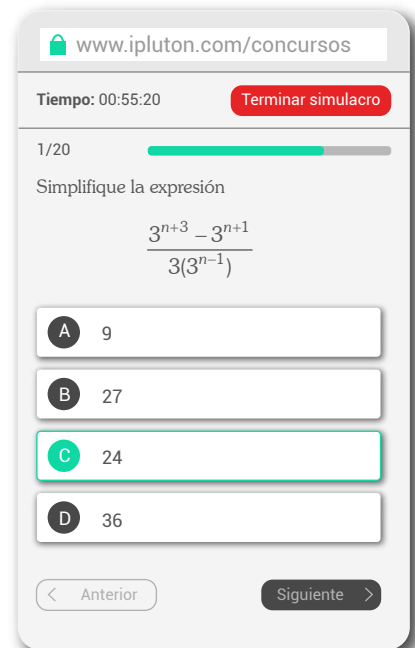 www.ipluton.com/concursos
Tiempo: 00:55:20 Terminar simulacro
1/20
Simplifique la expresión
3^{n+3} – 3^{n+1}
3(3^{n–1})
A 9
B 27
C 24
D 36
< Anterior Siguiente >